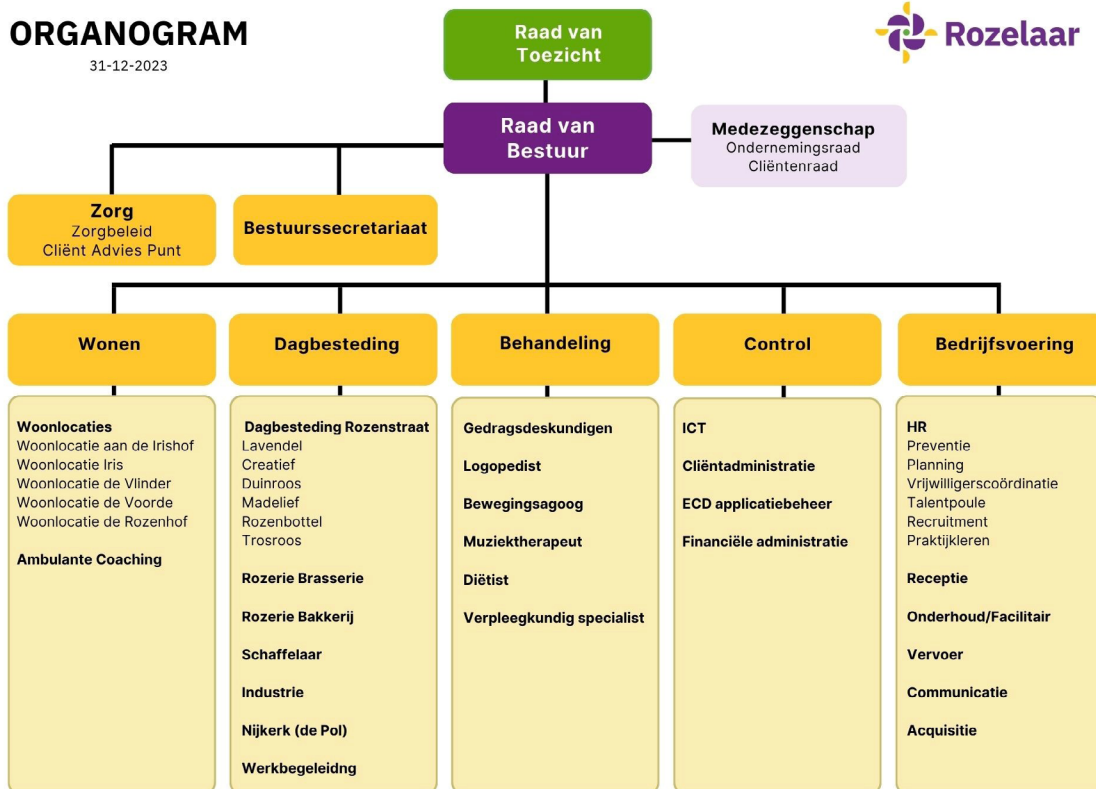 ORGANOGRAM
31-12-2023
Raad van
Toezicht
Rozelaar
Raad van
Bestuur
Medezeggenschap
Ondernemingsraad
Cliëntenraad
Zorg
Zorgbeleid
Cliënt Advies Punt
Bestuurssecretariaat
Wonen
Dagbesteding
Behandeling
Control
Bedrijfsvoering
Woonlocaties
Woonlocatie aan de Irishof
Woonlocatie Iris
Woonlocatie de Vlinder
Woonlocatie de Voorde
Woonlocatie de Rozenhof
Ambulante Coaching
Dagbesteding Rozenstraat
Lavendel
Creatief
Duinroos
Madelief
Rozenbottel
Trosroos
Rozerie Brasserie
Rozerie Bakkerij
Schaffelaar
Industrie
Nijkerk (de Pol)
Werkbegeleidng
Gedragsdeskundigen
Logopedist
Bewegingsagoog
Muziektherapeut
Diëtist
Verpleegkundig specialist
ICT
Cliëntadministratie
ECD applicatiebeheer
Financiële administratie
HR
Preventie
Planning
Vrijwilligerscoördinatie
Talentpoule
Recruitment
Praktijkleren
Receptie
Onderhoud/Facilitair
Vervoer
Communicatie
Acquisitie